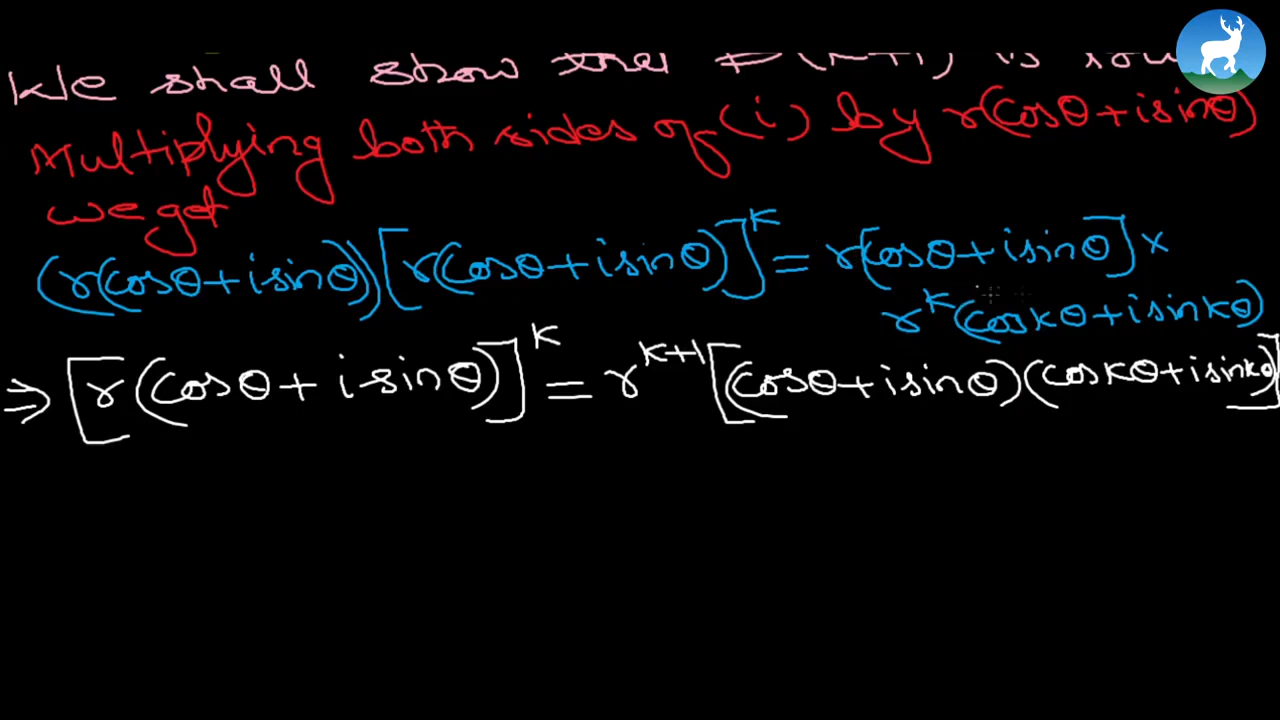 We shall show that P(k+1) is
Multiplying both sides of (i) by r(cosθ+isinθ)
we get
(r(cosθ+isinθ))[r(cosθ+isinθ)]^k = r[cosθ+isinθ] ×
r^k(coskθ+isinkθ)
⇒ [r(cosθ+isinθ)]^k = r^k+1[(cosθ+isinθ)(coskθ+isinkθ)]